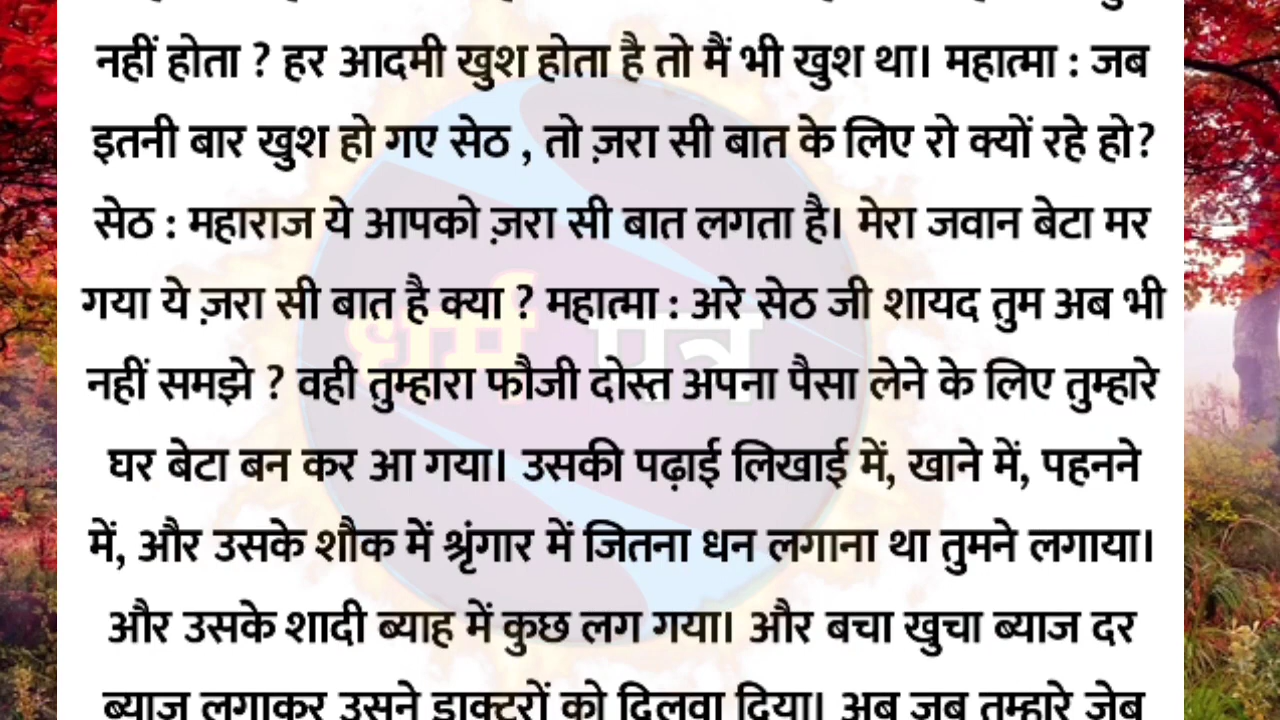 नहीं होता ? हर आदमी खुश होता है तो मैं भी खुश था। महात्मा : जब
इतनी बार खुश हो गए सेठ , तो ज़रा सी बात के लिए रो क्यों रहे हो?
सेठ : महाराज ये आपको ज़रा सी बात लगता है। मेरा जवान बेटा मर
गया ये ज़रा सी बात है क्या ? महात्मा : अरे सेठ जी शायद तुम अब भी
धर्म पत्र
नहीं समझे ? वही तुम्हारा फौजी दोस्त अपना पैसा लेने के लिए तुम्हारे
घर बेटा बन कर आ गया। उसकी पढ़ाई लिखाई में, खाने में, पहनने
में, और उसके शौक में श्रृंगार में जितना धन लगाना था तुमने लगाया।
और उसके शादी ब्याह में कुछ लग गया। और बचा खुचा ब्याज दर
ब्याज लगाकर उसने डाक्टरों को दिलवा दिया। अब जब तुम्हारे जेब